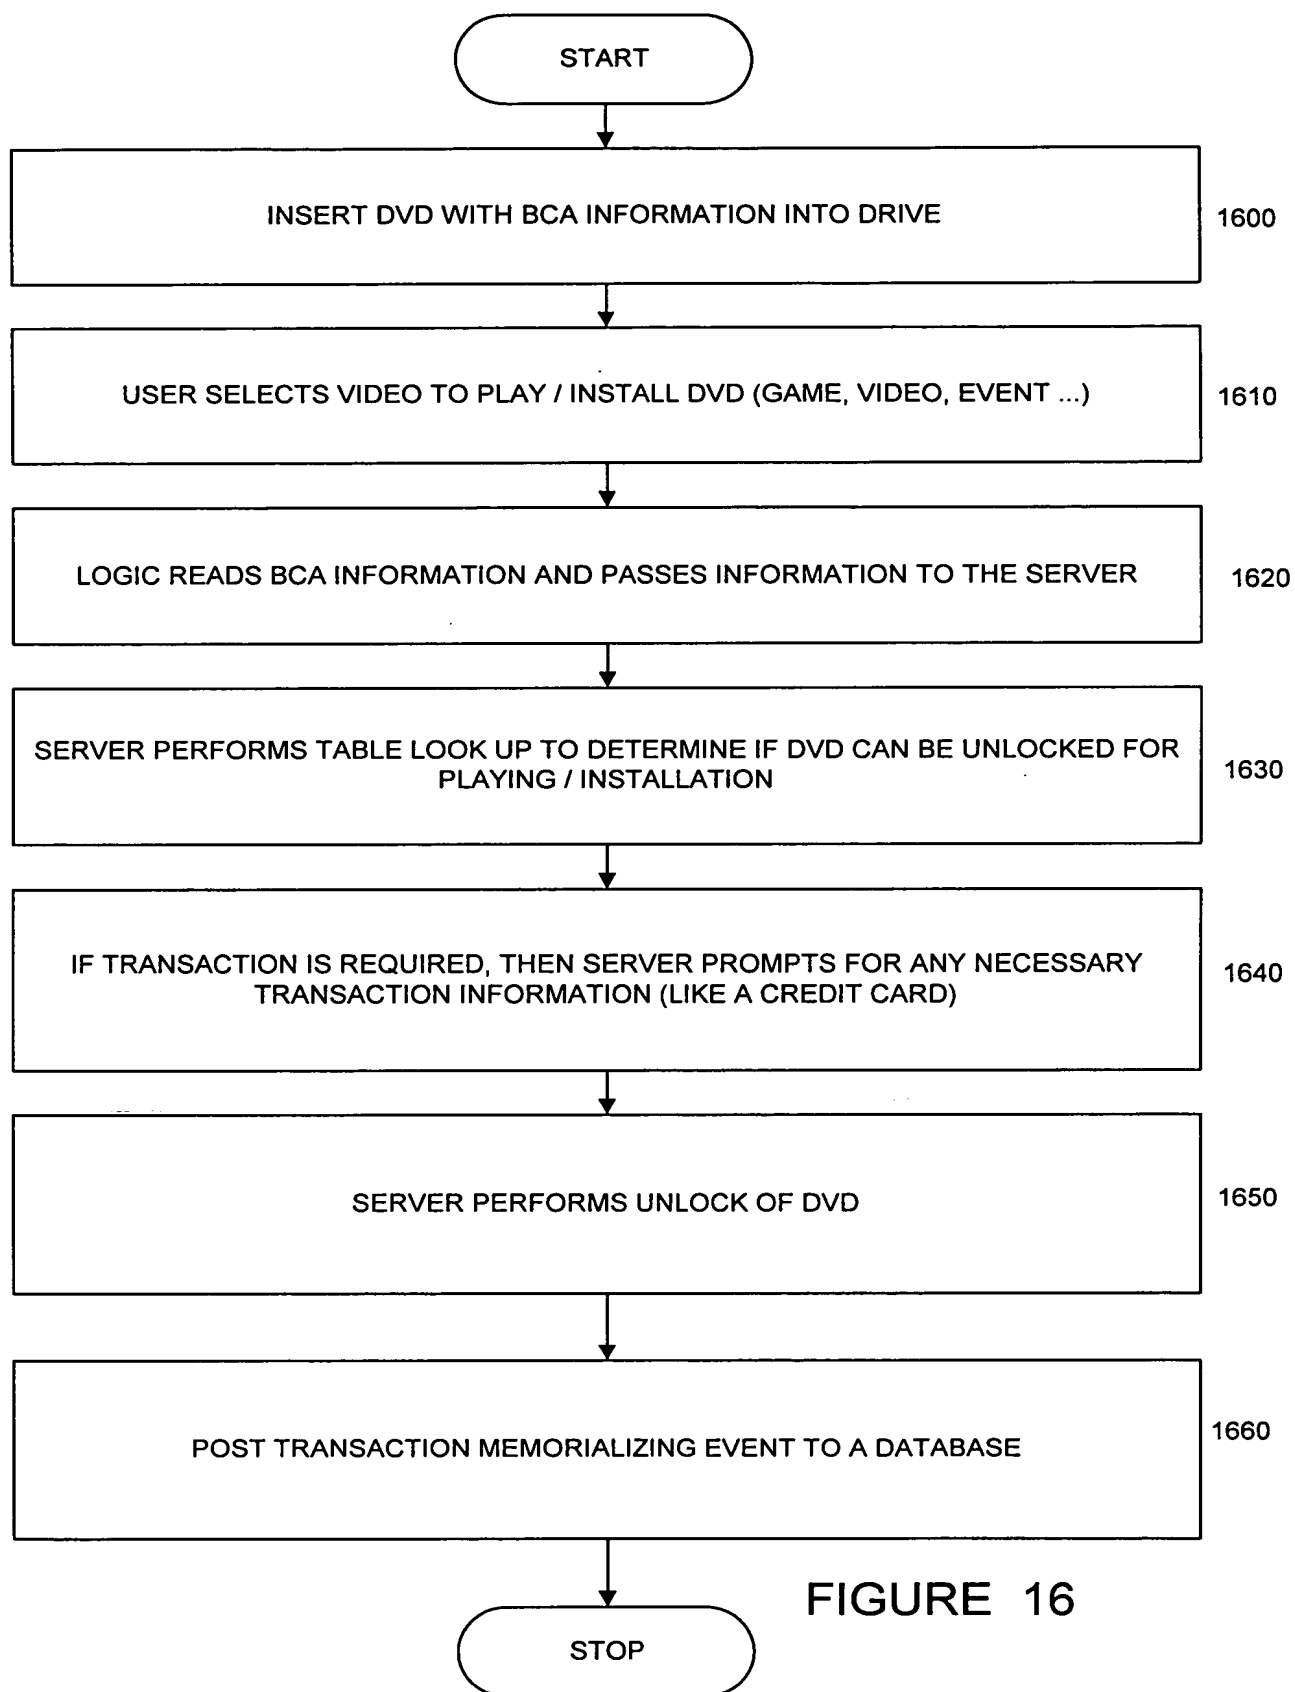 START
INSERT DVD WITH BCA INFORMATION INTO DRIVE
1600
USER SELECTS VIDEO TO PLAY / INSTALL DVD (GAME, VIDEO, EVENT ...)
1610
LOGIC READS BCA INFORMATION AND PASSES INFORMATION TO THE SERVER
1620
SERVER PERFORMS TABLE LOOK UP TO DETERMINE IF DVD CAN BE UNLOCKED FOR
PLAYING / INSTALLATION
1630
IF TRANSACTION IS REQUIRED, THEN SERVER PROMPTS FOR ANY NECESSARY
TRANSACTION INFORMATION (LIKE A CREDIT CARD)
1640
SERVER PERFORMS UNLOCK OF DVD
1650
POST TRANSACTION MEMORIALIZING EVENT TO A DATABASE
1660
FIGURE 16
STOP